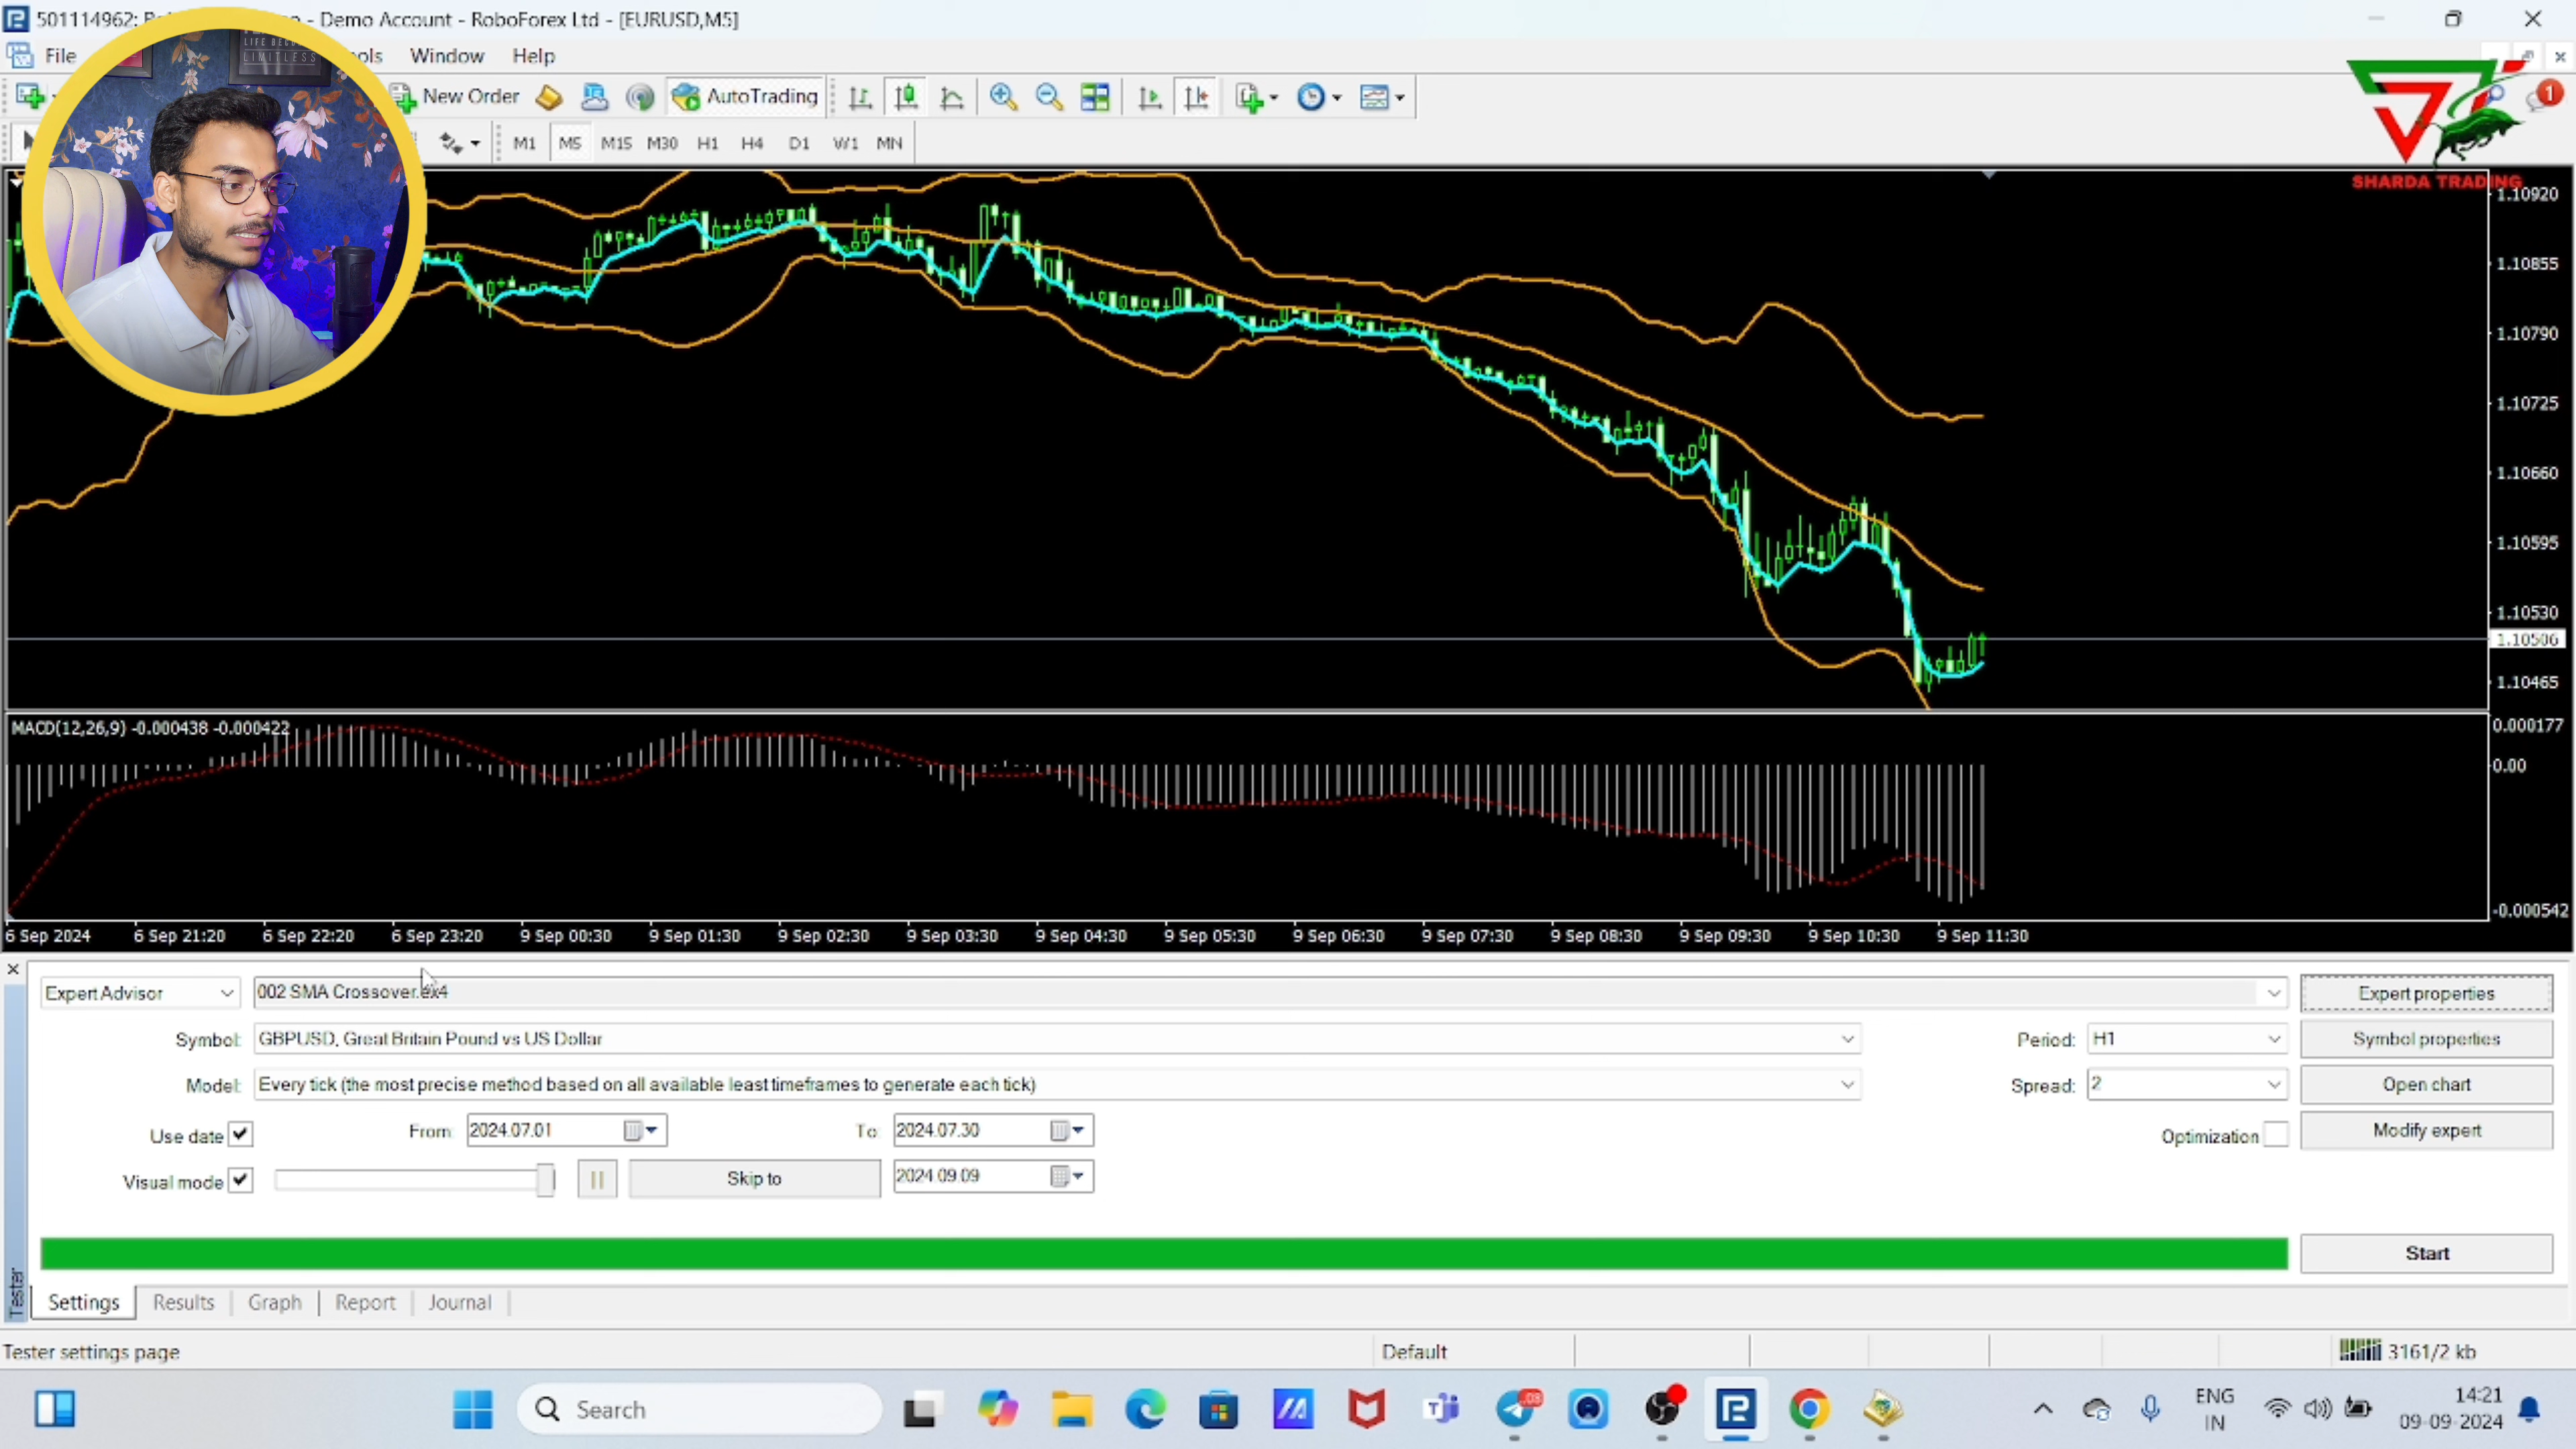 501114962:
- Demo Account - RoboForex Ltd - [EURUSD,M5]
File
Window
Help
LIMITLESS
New Order
AutoTrading
1
M1
M5
M15
M30
H1
H4
D1
W1
MN
SHARDA TRADING
1.10920
1.10855
1.10790
1.10725
1.10660
1.10595
1.10530
1.10506
1.10465
MACD(12,26,9) -0.000438 -0.000422
0.000177
0.00
-0.000542
6 Sep 2024
6 Sep 21:20
6 Sep 22:20
6 Sep 23:20
9 Sep 00:30
9 Sep 01:30
9 Sep 02:30
9 Sep 03:30
9 Sep 04:30
9 Sep 05:30
9 Sep 06:30
9 Sep 07:30
9 Sep 08:30
9 Sep 09:30
9 Sep 10:30
9 Sep 11:30
Expert Advisor
002 SMA Crossover.ex4
Expert properties
Symbol:
GBPUSD, Great Britain Pound vs US Dollar
Period:
H1
Symbol properties
Model:
Every tick (the most precise method based on all available least timeframes to generate each tick)
Spread:
2
Open chart
Use date
From:
2024.07.01
To:
2024.07.30
Optimization
Modify expert
Visual mode
Skip to
2024.09.09
Start
Tester
Settings
Results
Graph
Report
Journal
Tester settings page
Default
3161/2 kb
Search
ENG
IN
14:21
09-09-2024